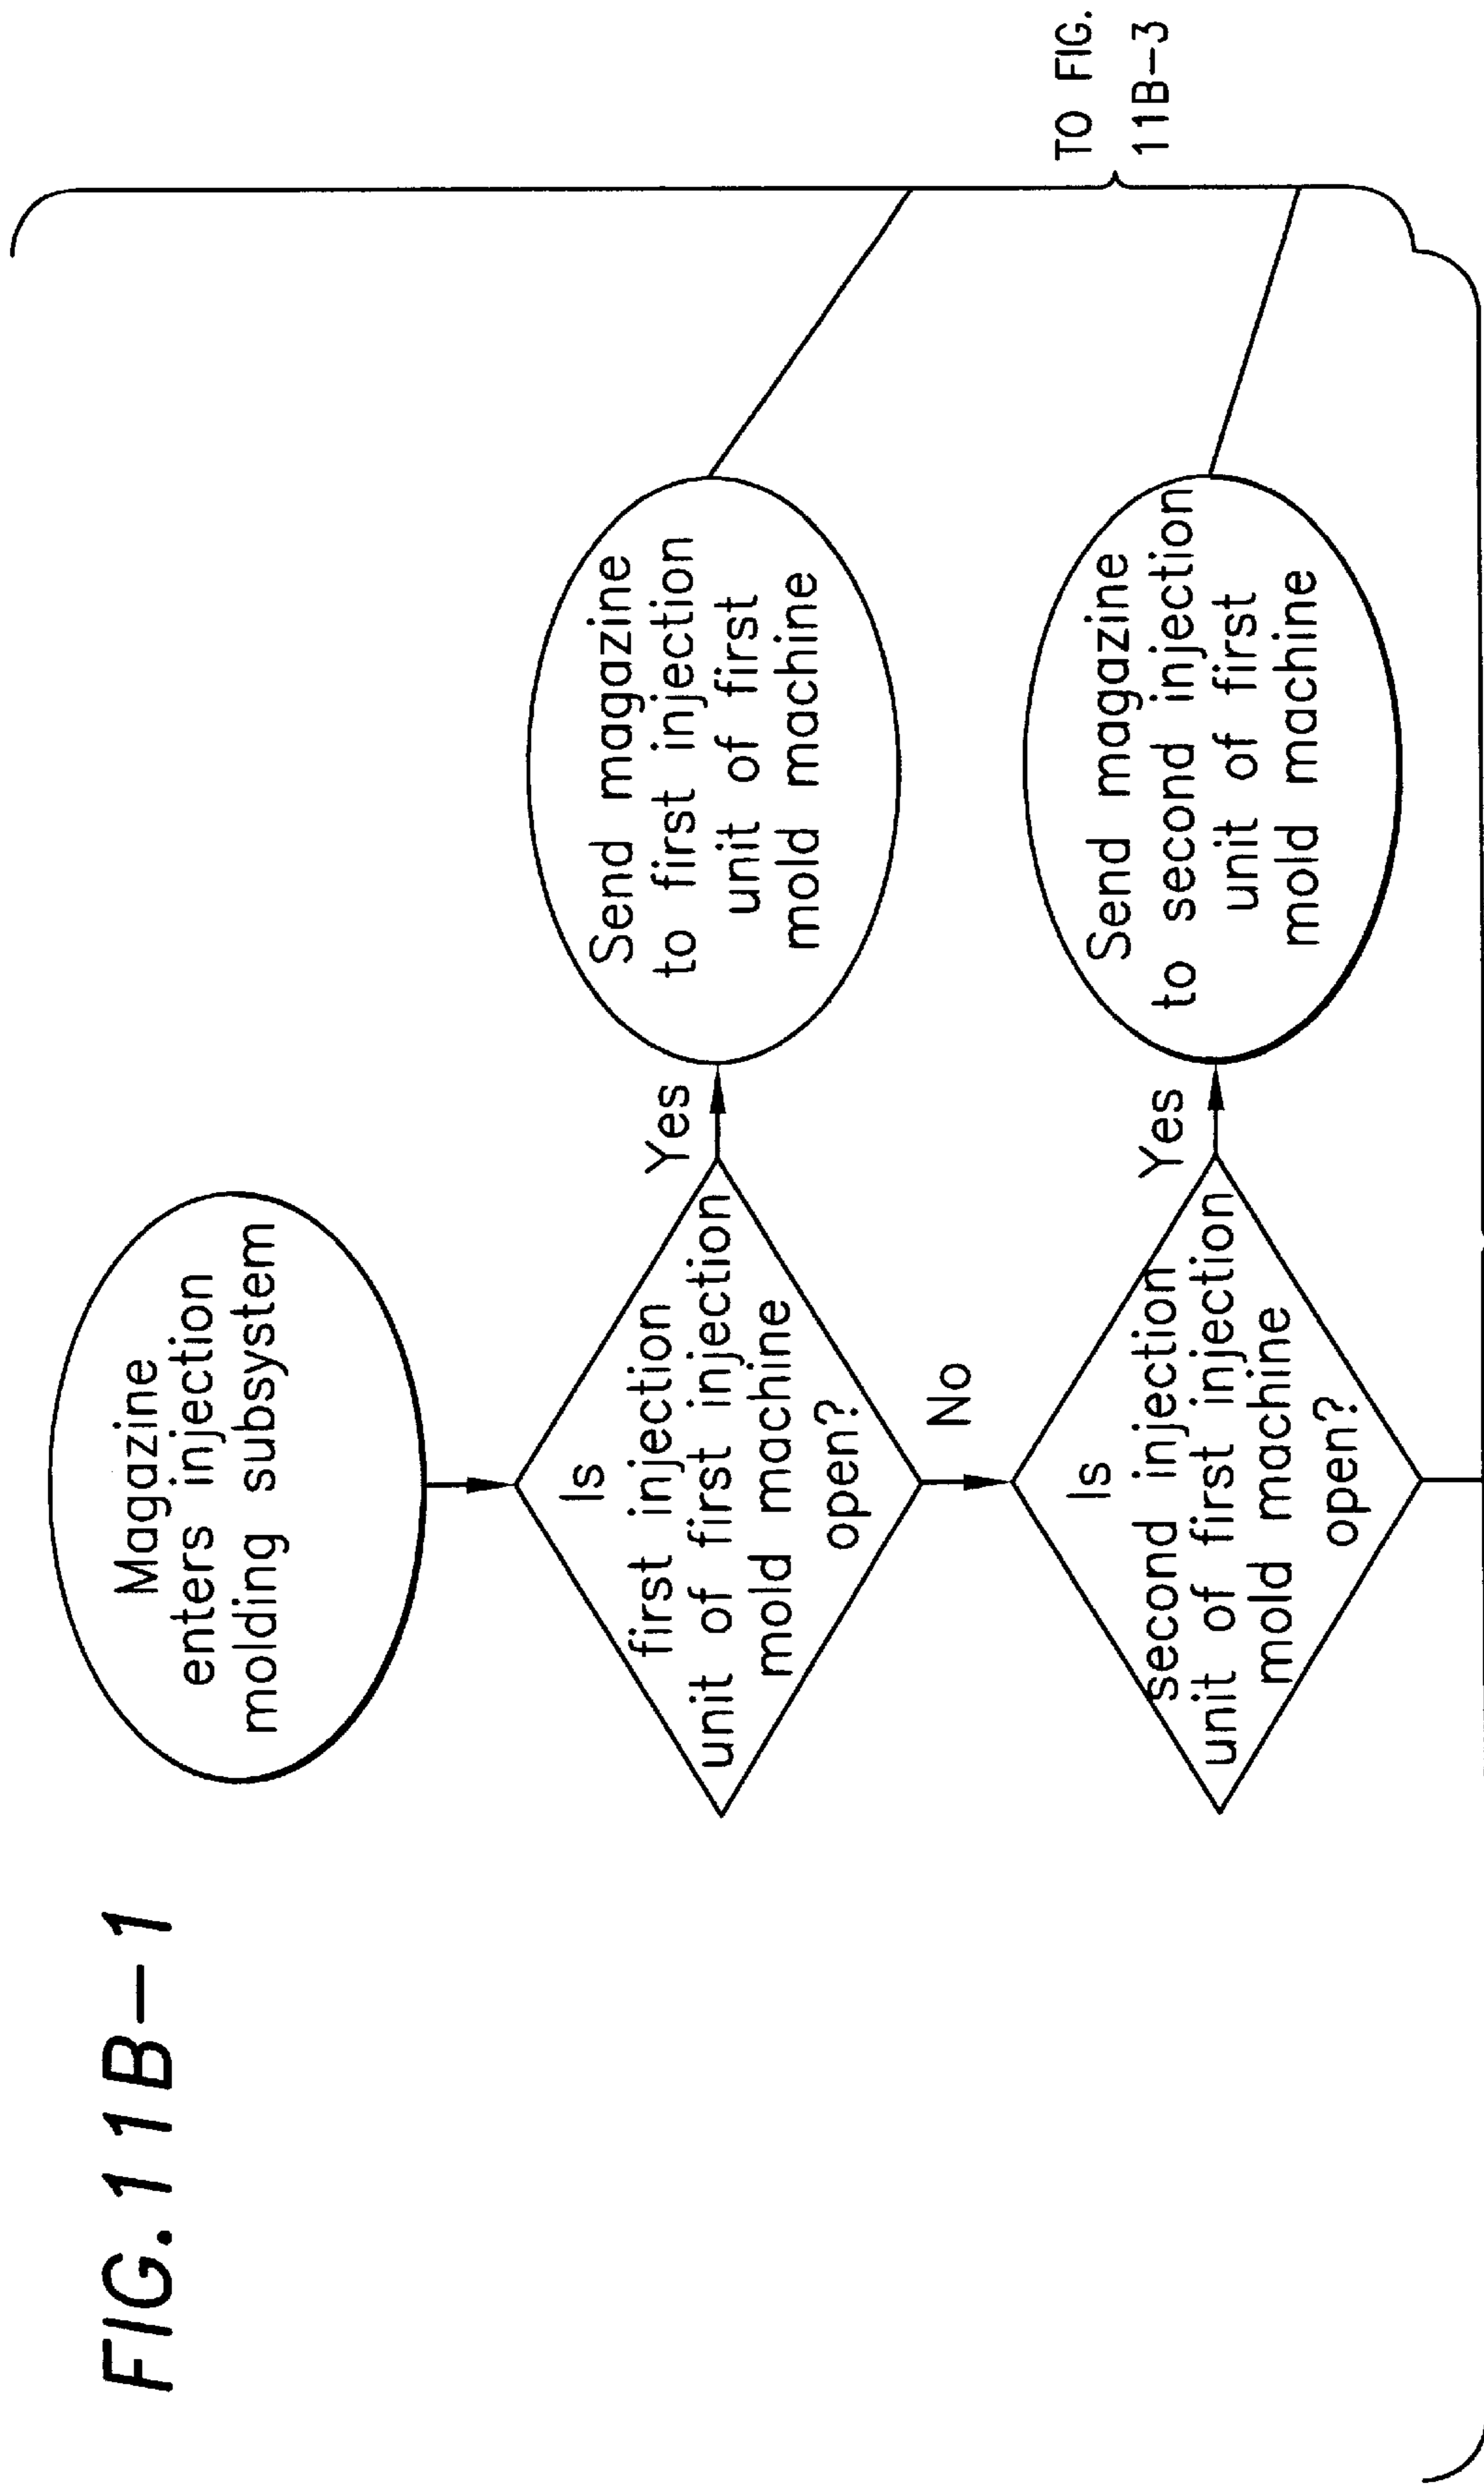 FIG. 11B-1
Magazine
enters injection
molding subsystem
Is
first injection
unit of first injection
mold machine
open?
Yes
Send magazine
to first injection
unit of first
mold machine
No
Is
second injection
unit of first injection
mold machine
open?
Yes
Send magazine
to second injection
unit of first
mold machine
TO FIG.
11B-3